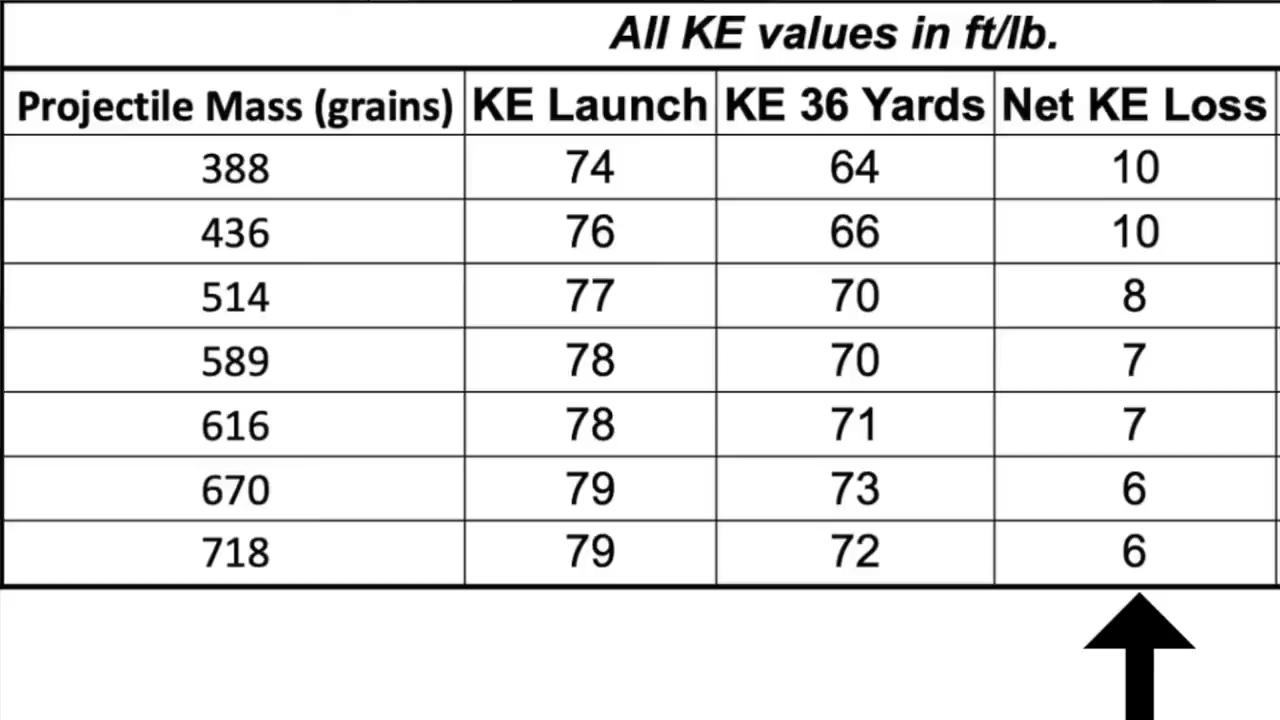 All KE values in ft/lb.
Projectile Mass (grains) KE Launch KE 36 Yards Net KE Loss
388 74 64 10
436 76 66 10
514 77 70 8
589 78 70 7
616 78 71 7
670 79 73 6
718 79 72 6